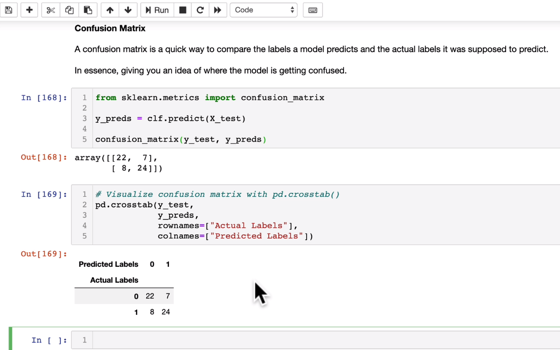 Run Code
Confusion Matrix
A confusion matrix is a quick way to compare the labels a model predicts and the actual labels it was supposed to predict.
In essence, giving you an idea of where the model is getting confused.
In [168]: 1 from sklearn.metrics import confusion_matrix
2
3 y_preds = clf.predict(X_test)
4
5 confusion_matrix(y_test, y_preds)
Out[168]: array([[22, 7],
[ 8, 24]])
In [169]: 1 # Visualize confusion matrix with pd.crosstab()
2 pd.crosstab(y_test,
3 y_preds,
4 rownames=["Actual Labels"],
5 colnames=["Predicted Labels"])
Out[169]:
Predicted Labels 0 1
Actual Labels
0 22 7
1 8 24
In [ ]: 1